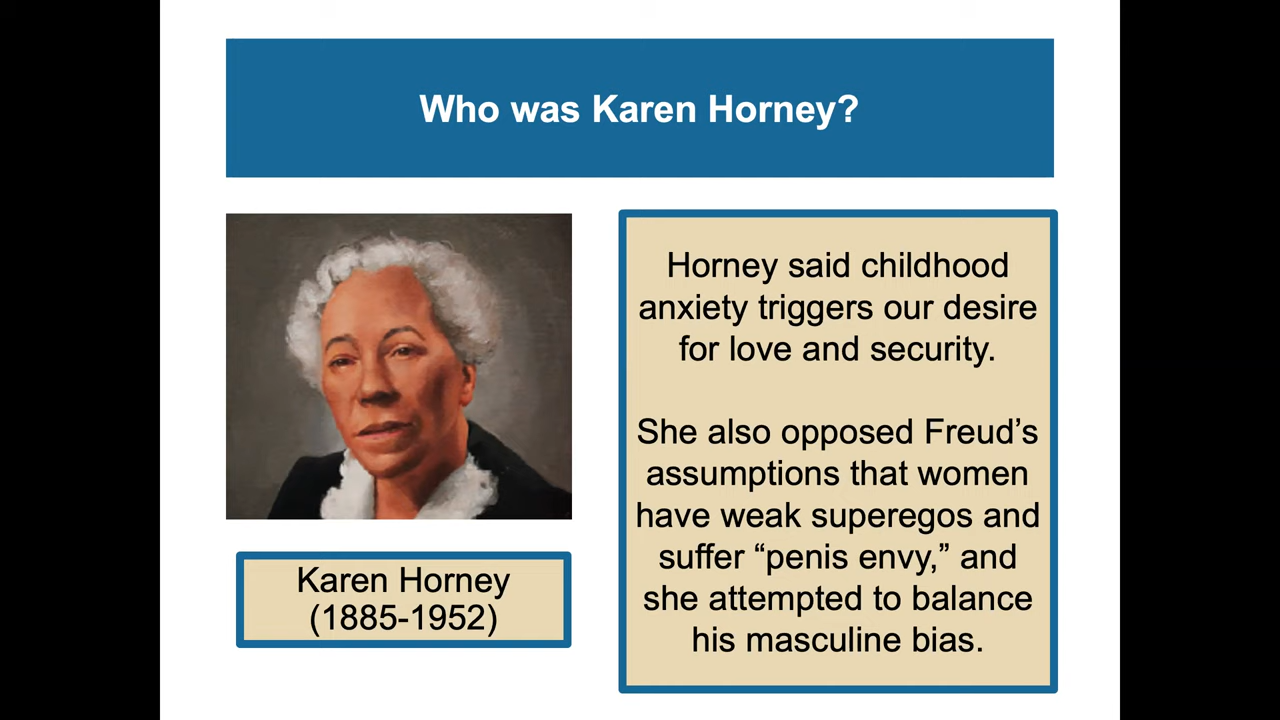 Who was Karen Horney?
Karen Horney
(1885-1952)
Horney said childhood
anxiety triggers our desire
for love and security.
She also opposed Freud’s
assumptions that women
have weak superegos and
suffer “penis envy,” and
she attempted to balance
his masculine bias.